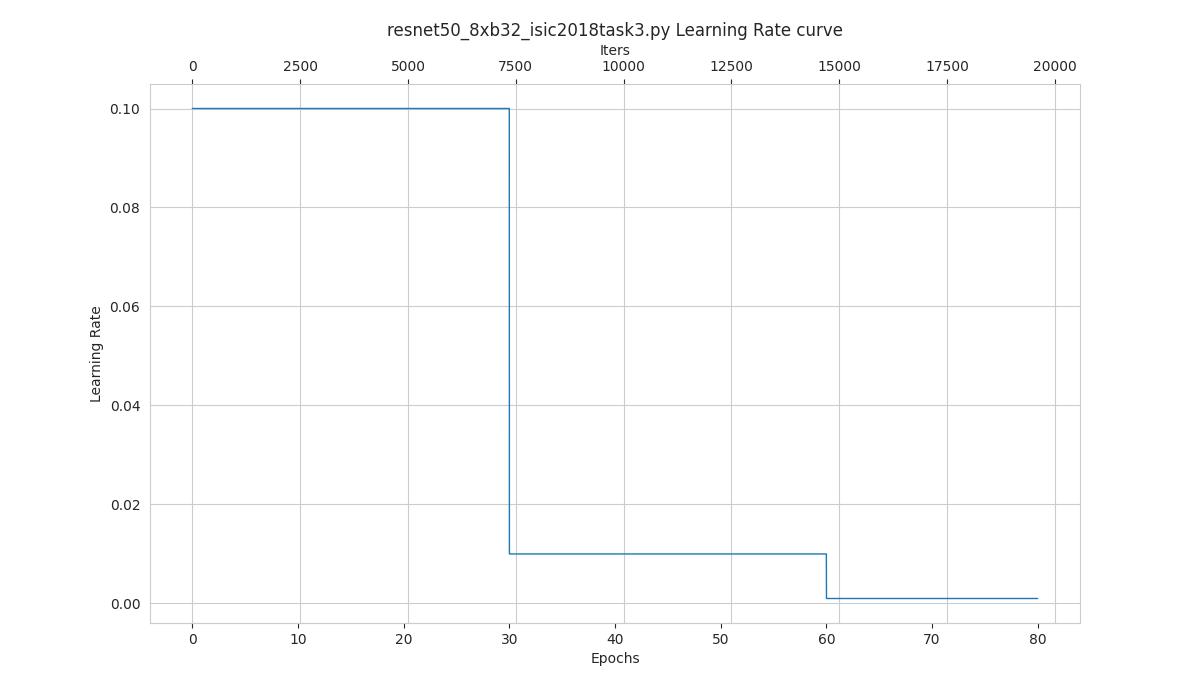 resnet50_8xb32_isic2018task3.py Learning Rate curve
Iters
0 2500 5000 7500 10000 12500 15000 17500 20000
0.10
0.08
0.06
0.04
0.02
0.00
Learning Rate
0 10 20 30 40 50 60 70 80
Epochs